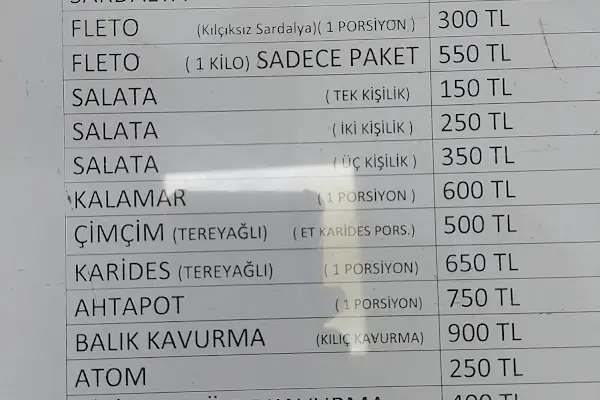 FLETO (Kılçıksız Sardalya)( 1 PORSİYON) 300 TL
FLETO ( 1 KİLO) SADECE PAKET 550 TL
SALATA ( TEK KİŞİLİK) 150 TL
SALATA ( İKİ KİŞİLİK ) 250 TL
SALATA ( ÜÇ KİŞİLİK ) 350 TL
KALAMAR ( 1 PORSİYON ) 600 TL
ÇİMÇİM (TEREYAĞLI) ( ET KARİDES PORS.) 500 TL
KARİDES (TEREYAĞLI) ( 1 PORSİYON) 650 TL
AHTAPOT ( 1 PORSİYON) 750 TL
BALIK KAVURMA (KILIÇ KAVURMA) 900 TL
ATOM 250 TL